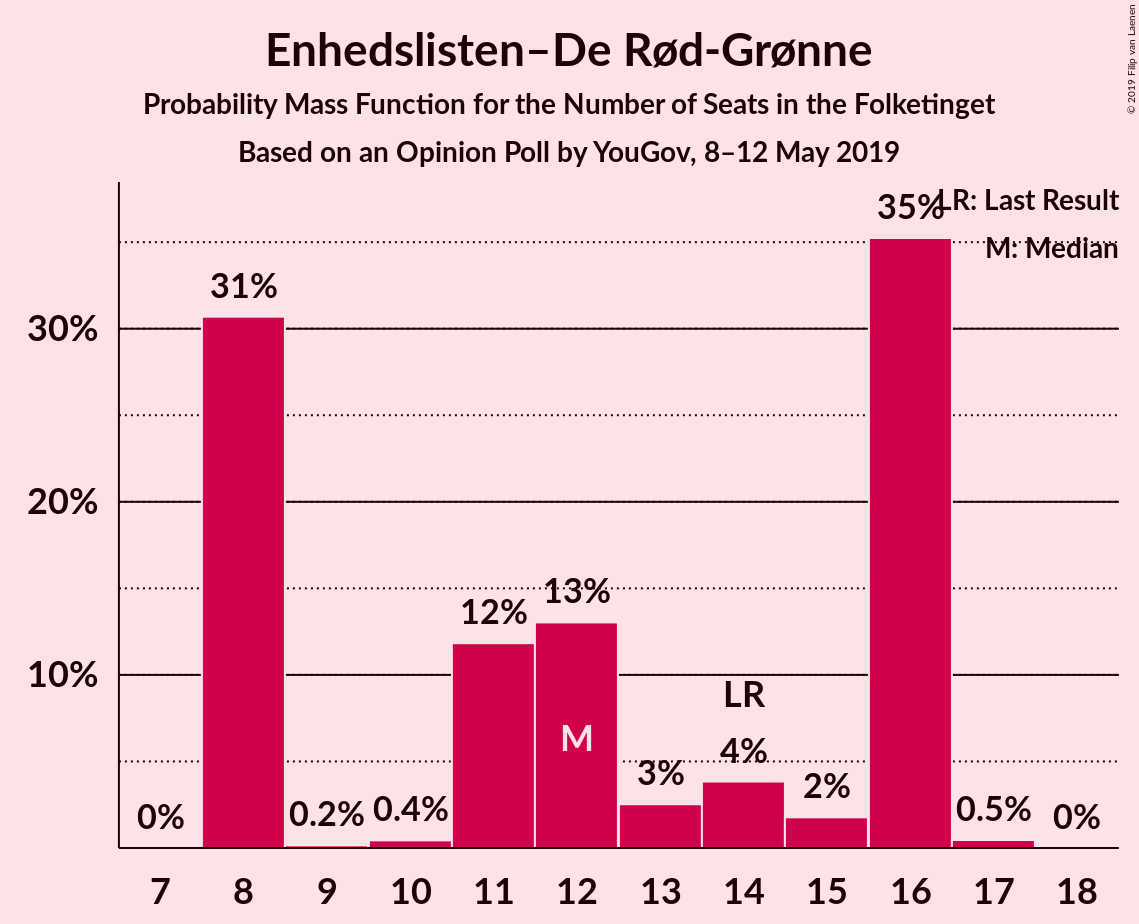 Enhedslisten–De Rød-Grønne
Probability Mass Function for the Number of Seats in the Folketinget
Based on an Opinion Poll by YouGov, 8–12 May 2019
© 2019 Filip van Laenen
LR: Last Result
M: Median
30%
20%
10%
0%
31%
0.2%
0.4%
12%
13%
M
3%
LR
4%
2%
35%
0.5%
0%
7 8 9 10 11 12 13 14 15 16 17 18